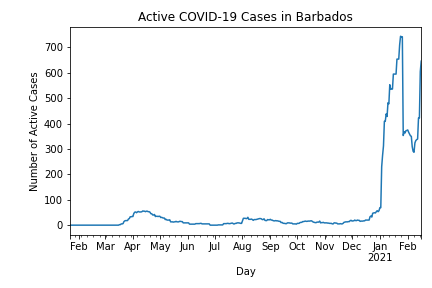 Active COVID-19 Cases in Barbados
700
600
500
400
300
200
100
0
Number of Active Cases
Feb Mar Apr May Jun Jul Aug Sep Oct Nov Dec Jan Feb
2021
Day